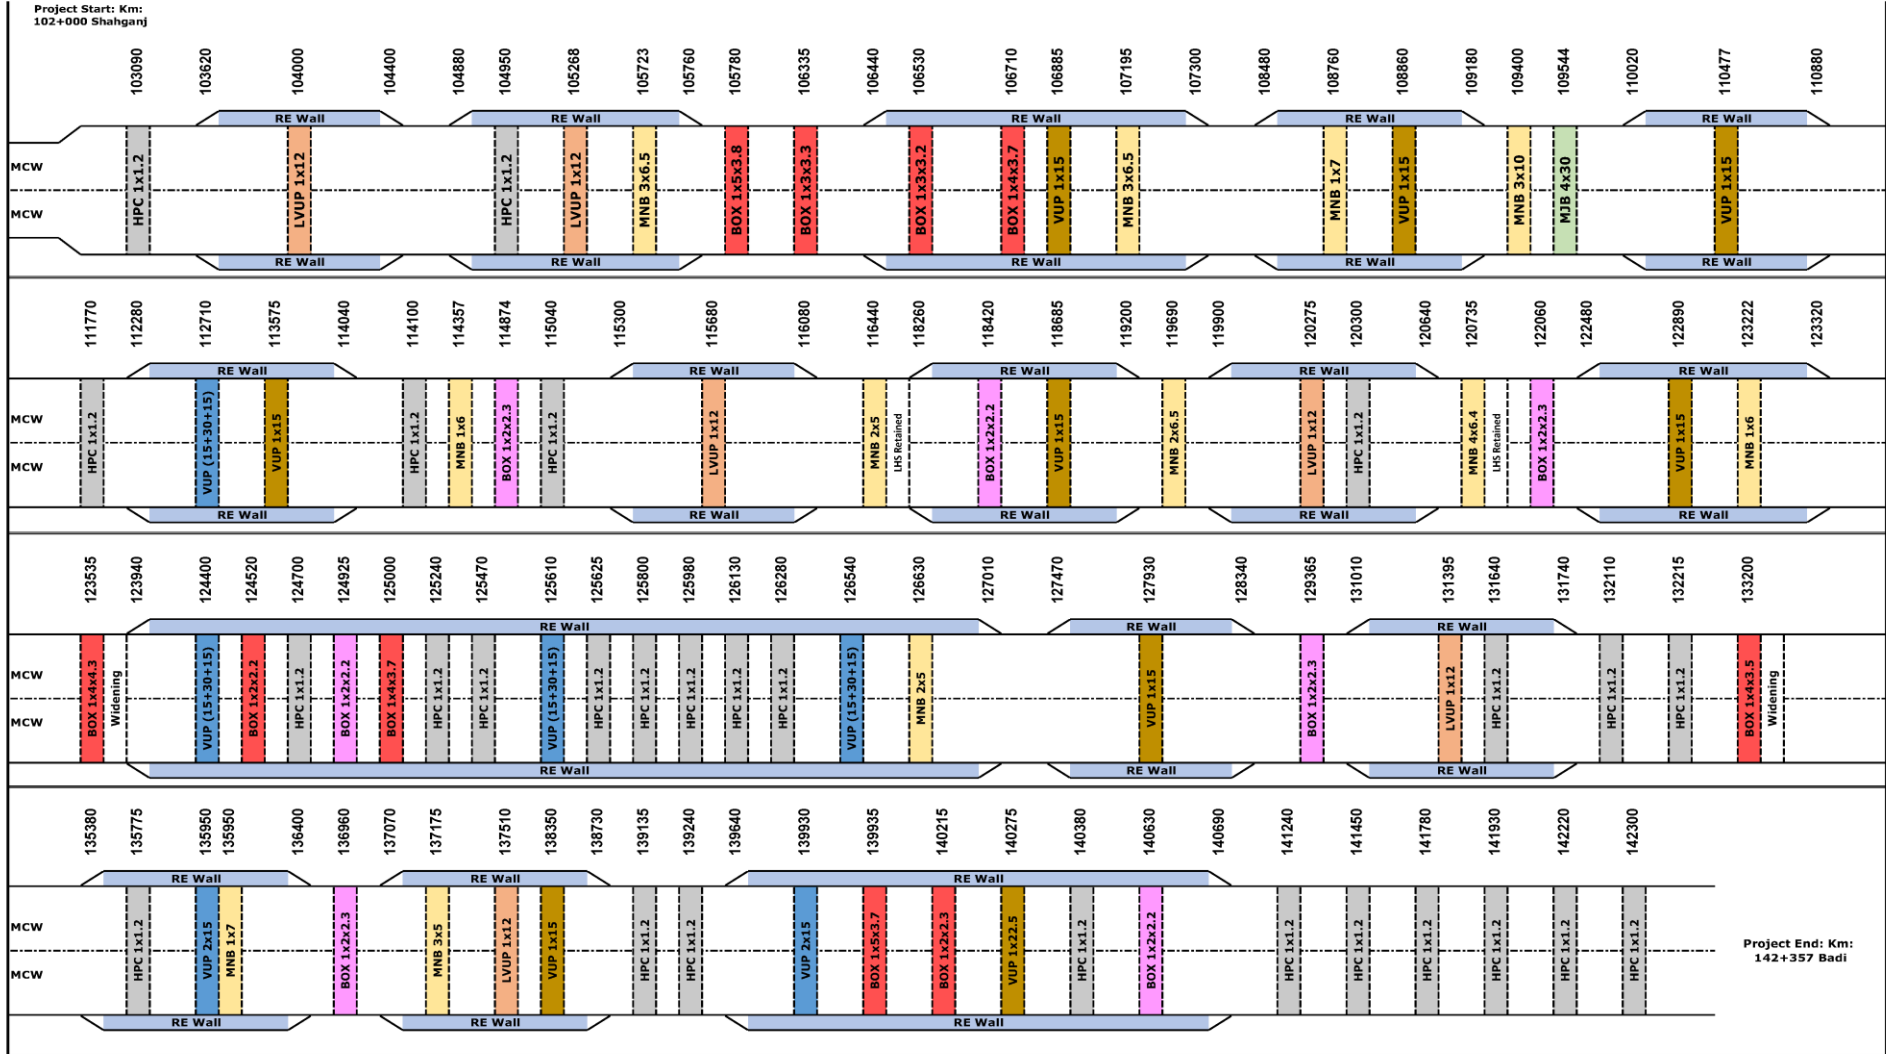 Project Start: Km:
102+000 Shahganj
103090 103620 104000 104400 104880 104950 105268 105723 105760 105780 106335 106440 106530 106710 106885 107195 107300 108480 108760 108860 109180 109400 109544 110020 110477 110880
RE Wall RE Wall RE Wall RE Wall RE Wall
MCW
MCW
HPC 1x1.2 LVUP 1x12 HPC 1x1.2 LVUP 1x12 MNB 3x6.5 BOX 1x5x3.8 BOX 1x3x3.3 BOX 1x3x3.2 BOX 1x4x3.7 VUP 1x15 MNB 3x6.5 MNB 1x7 VUP 1x15 MNB 3x10 MJB 4x30 VUP 1x15
RE Wall RE Wall RE Wall RE Wall RE Wall
111770 112280 112710 113575 114040 114100 114357 114874 115040 115300 115680 116080 116440 118260 118420 118685 119200 119690 119900 120275 120300 120640 120735 122060 122480 122890 123222 123320
RE Wall RE Wall RE Wall RE Wall RE Wall
MCW
MCW
HPC 1x1.2 VUP (15+30+15) VUP 1x15 HPC 1x1.2 MNB 1x6 BOX 1x2x2.3 HPC 1x1.2 LVUP 1x12 MNB 2x5 LHS Retained BOX 1x2x2.2 VUP 1x15 MNB 2x6.5 LVUP 1x12 HPC 1x1.2 MNB 4x6.4 LHS Retained BOX 1x2x2.3 VUP 1x15 MNB 1x6
RE Wall RE Wall RE Wall RE Wall RE Wall
123535 123940 124400 124520 124700 124925 125000 125240 125470 125610 125625 125800 125980 126130 126280 126540 126630 127010 127470 127930 128340 129365 131010 131395 131640 131740 132110 132215 133200
RE Wall RE Wall RE Wall
MCW
MCW
BOX 1x4x4.3 Widening VUP (15+30+15) BOX 1x2x2.2 HPC 1x1.2 BOX 1x2x2.2 BOX 1x4x3.7 HPC 1x1.2 HPC 1x1.2 VUP (15+30+15) HPC 1x1.2 HPC 1x1.2 HPC 1x1.2 HPC 1x1.2 HPC 1x1.2 VUP (15+30+15) MNB 2x5 VUP 1x15 BOX 1x2x2.3 LVUP 1x12 HPC 1x1.2 HPC 1x1.2 HPC 1x1.2 BOX 1x4x3.5 Widening
RE Wall RE Wall RE Wall
135380 135775 135950 135950 136400 136960 137070 137175 137510 138350 138730 139135 139240 139640 139930 139935 140215 140275 140380 140630 140690 141240 141450 141780 141930 142220 142300
RE Wall RE Wall RE Wall
MCW
MCW
HPC 1x1.2 VUP 2x15 MNB 1x7 BOX 1x2x2.3 MNB 3x5 LVUP 1x12 VUP 1x15 HPC 1x1.2 HPC 1x1.2 VUP 2x15 BOX 1x5x3.7 BOX 1x2x2.3 VUP 1x22.5 HPC 1x1.2 BOX 1x2x2.2 HPC 1x1.2 HPC 1x1.2 HPC 1x1.2 HPC 1x1.2 HPC 1x1.2 HPC 1x1.2
RE Wall RE Wall RE Wall
Project End: Km:
142+357 Badi